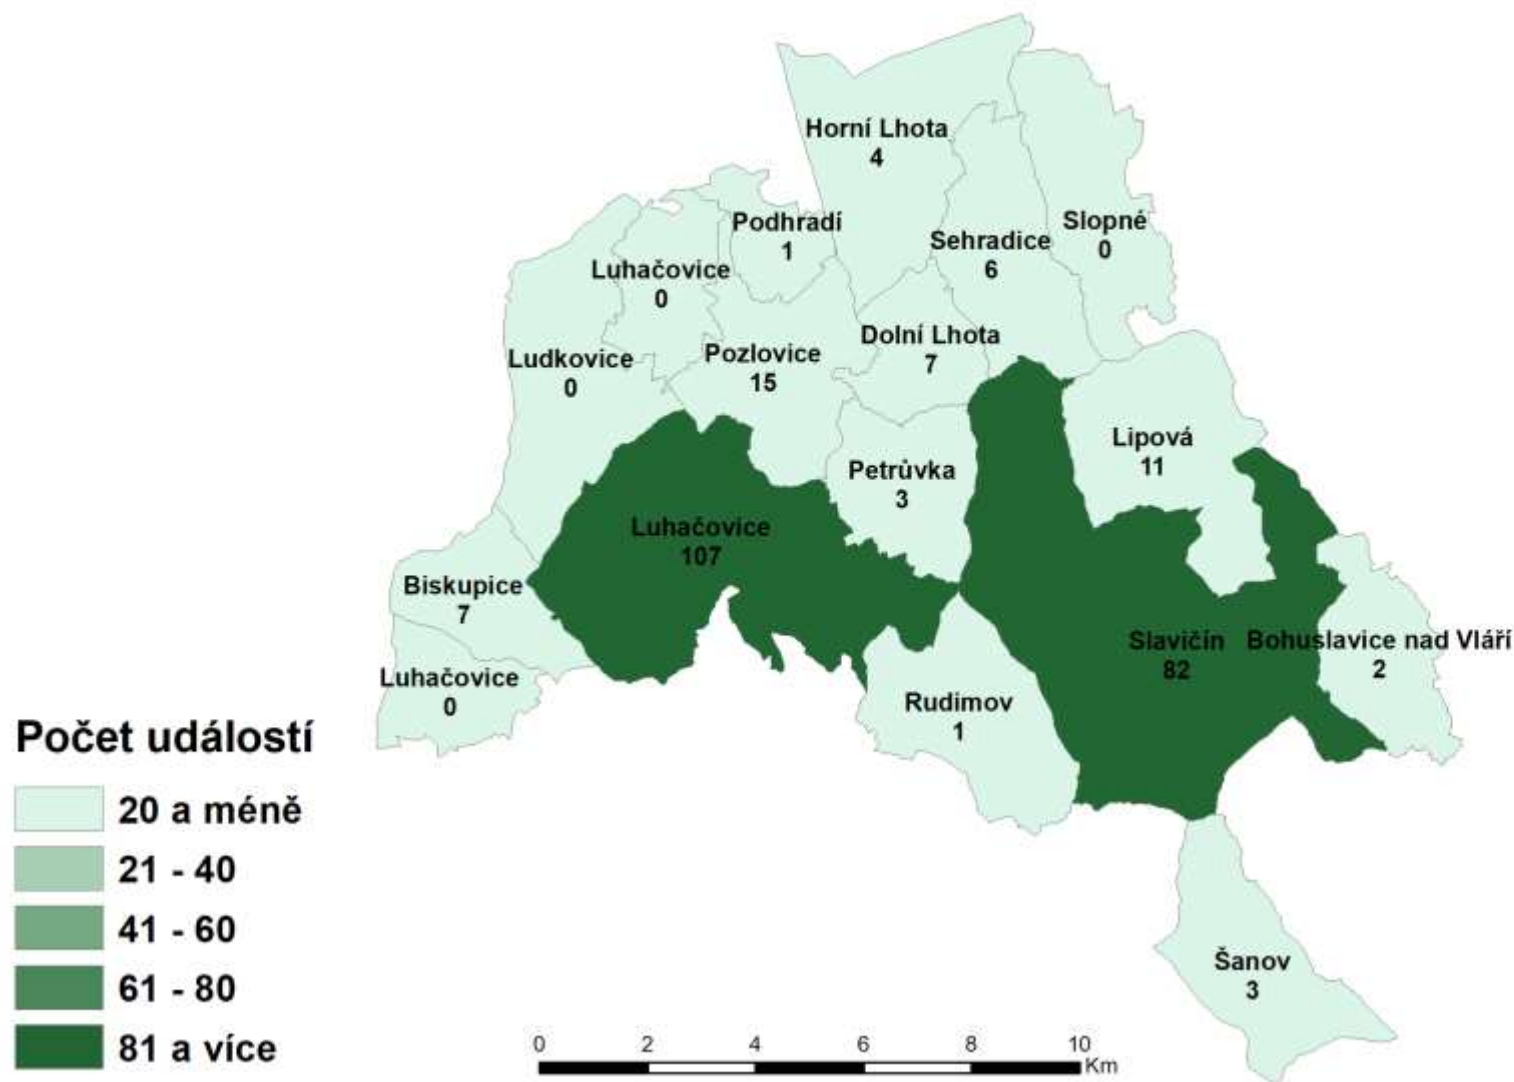 Horní Lhota
4
Podhradí
1
Slopné
0
Sehradice
6
Luhačovice
0
Dolní Lhota
7
Pozlovice
15
Ludkovice
0
Lipová
11
Petrůvka
3
Luhačovice
107
Biskupice
7
Slavičín
82
Bohuslavice nad Vláří
2
Luhačovice
0
Rudimov
1
Šanov
3
Počet událostí
20 a méně
21 - 40
41 - 60
61 - 80
81 a více
0 2 4 6 8 10
Km